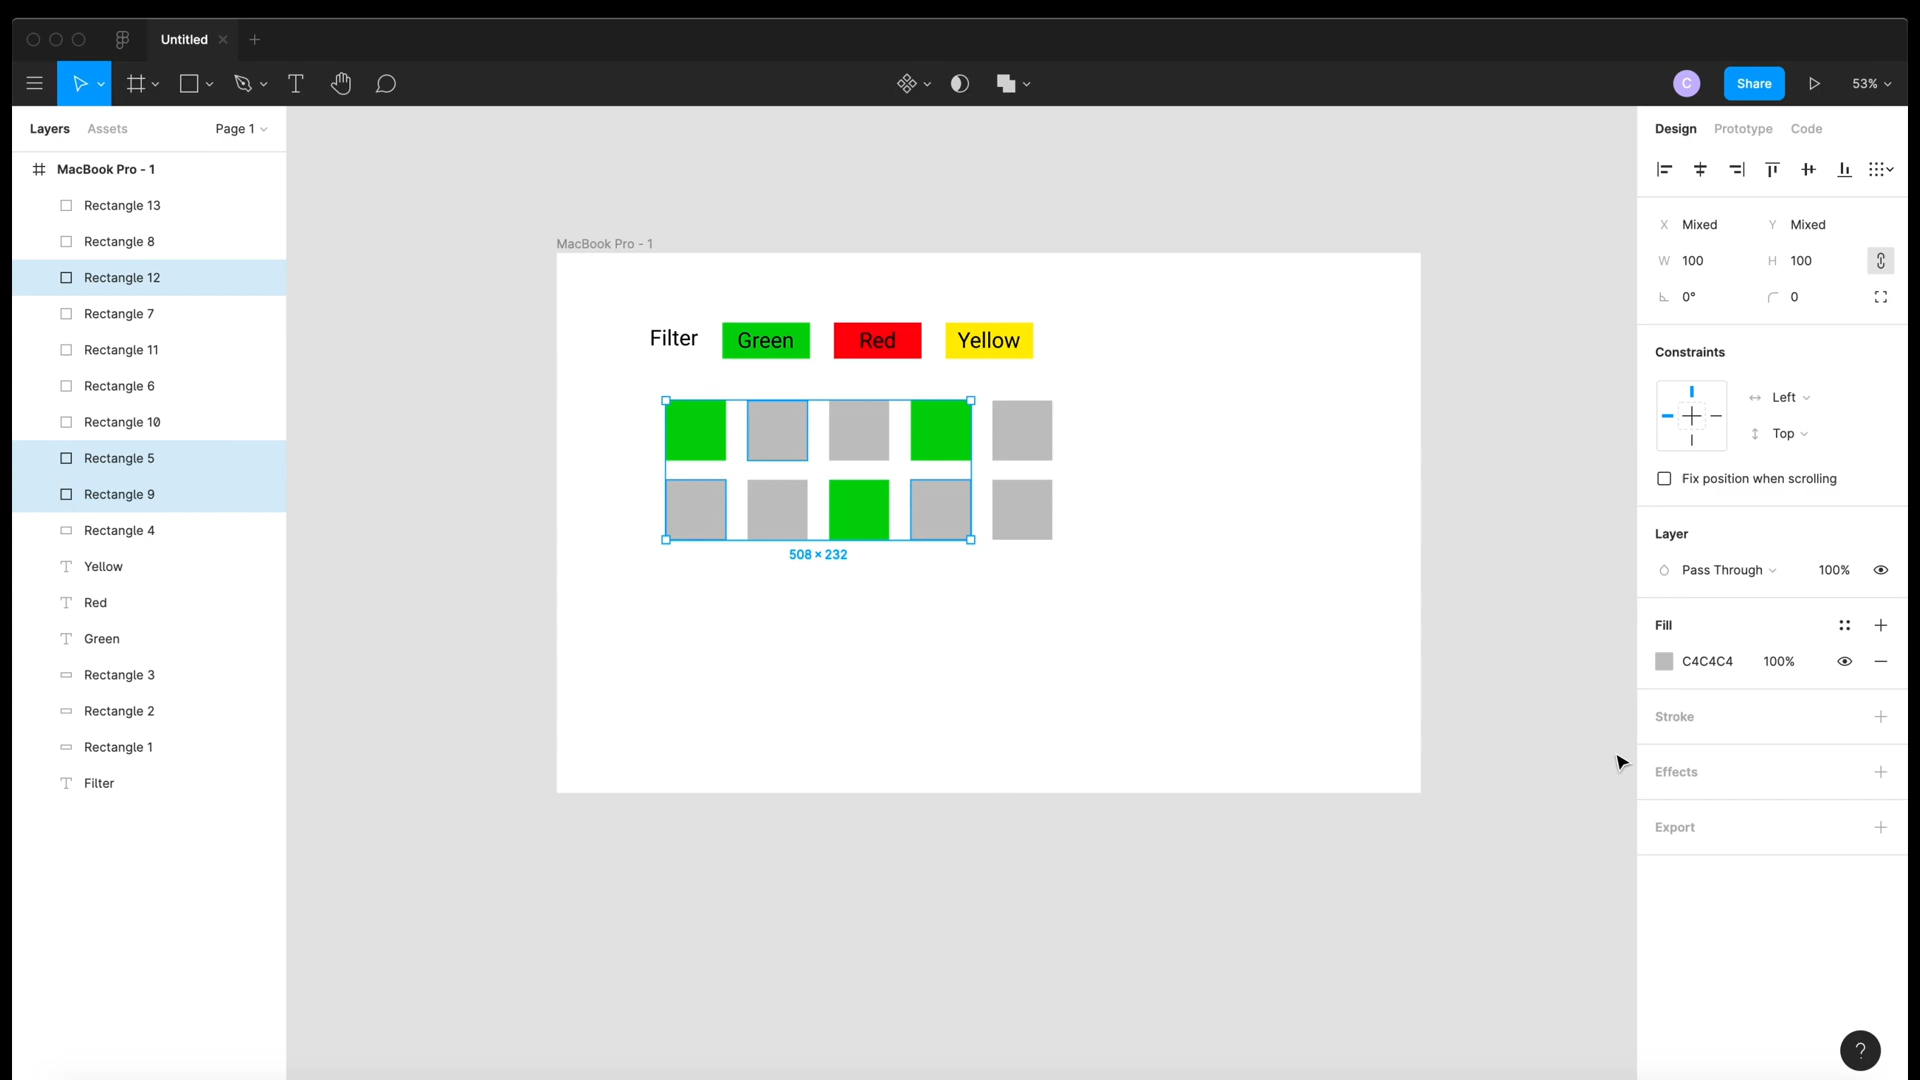 Untitled
C
Share
53%
Layers
Assets
Page 1
Design
Prototype
Code
MacBook Pro - 1
Rectangle 13
Rectangle 8
Rectangle 12
Rectangle 7
Rectangle 11
Rectangle 6
Rectangle 10
Rectangle 5
Rectangle 9
Rectangle 4
Yellow
Red
Green
Rectangle 3
Rectangle 2
Rectangle 1
Filter
MacBook Pro - 1
Filter
Green
Red
Yellow
508 × 232
X Mixed
Y Mixed
W 100
H 100
0°
0
Constraints
Left
Top
Fix position when scrolling
Layer
Pass Through
100%
Fill
C4C4C4
100%
Stroke
Effects
Export
?